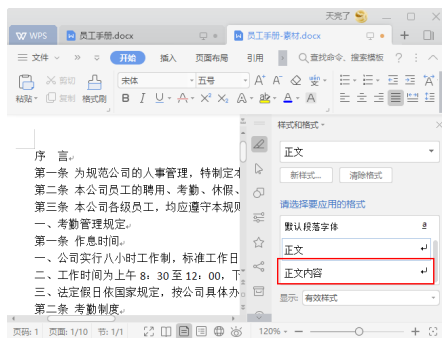 天亮了
WPS 员工手册.docx 员工手册-素材.docx
三 文件 开始 插入 页面布局 引用 查找命令、搜索模板
粘贴 剪切 复制 格式刷 宋体 五号
样式和格式
正文
新样式... 清除格式
请选择要应用的格式
默认段落字体 a
正文
正文内容
显示: 有效样式
序 言
第一条 为规范公司的人事管理，特制定本
第二条 本公司员工的聘用、考勤、休假、
第三条 本公司各级员工，均应遵守本规则
一、考勤管理规定
第一条 作息时间
一、公司实行八小时工作制，标准工作日
二、工作时间为上午 8：30 至 12：00，下
三、法定假日依国家规定，按公司具体办
第二条 考勤制度
页码: 1 页面: 1/10 节: 1/1 120%